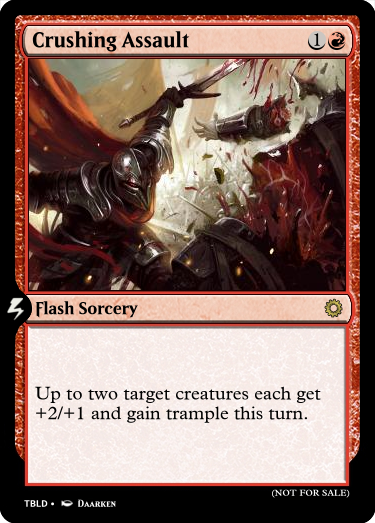 Crushing Assault 1
Flash Sorcery
Up to two target creatures each get
+2/+1 and gain trample this turn.
(NOT FOR SALE)
TBLD • Daarken